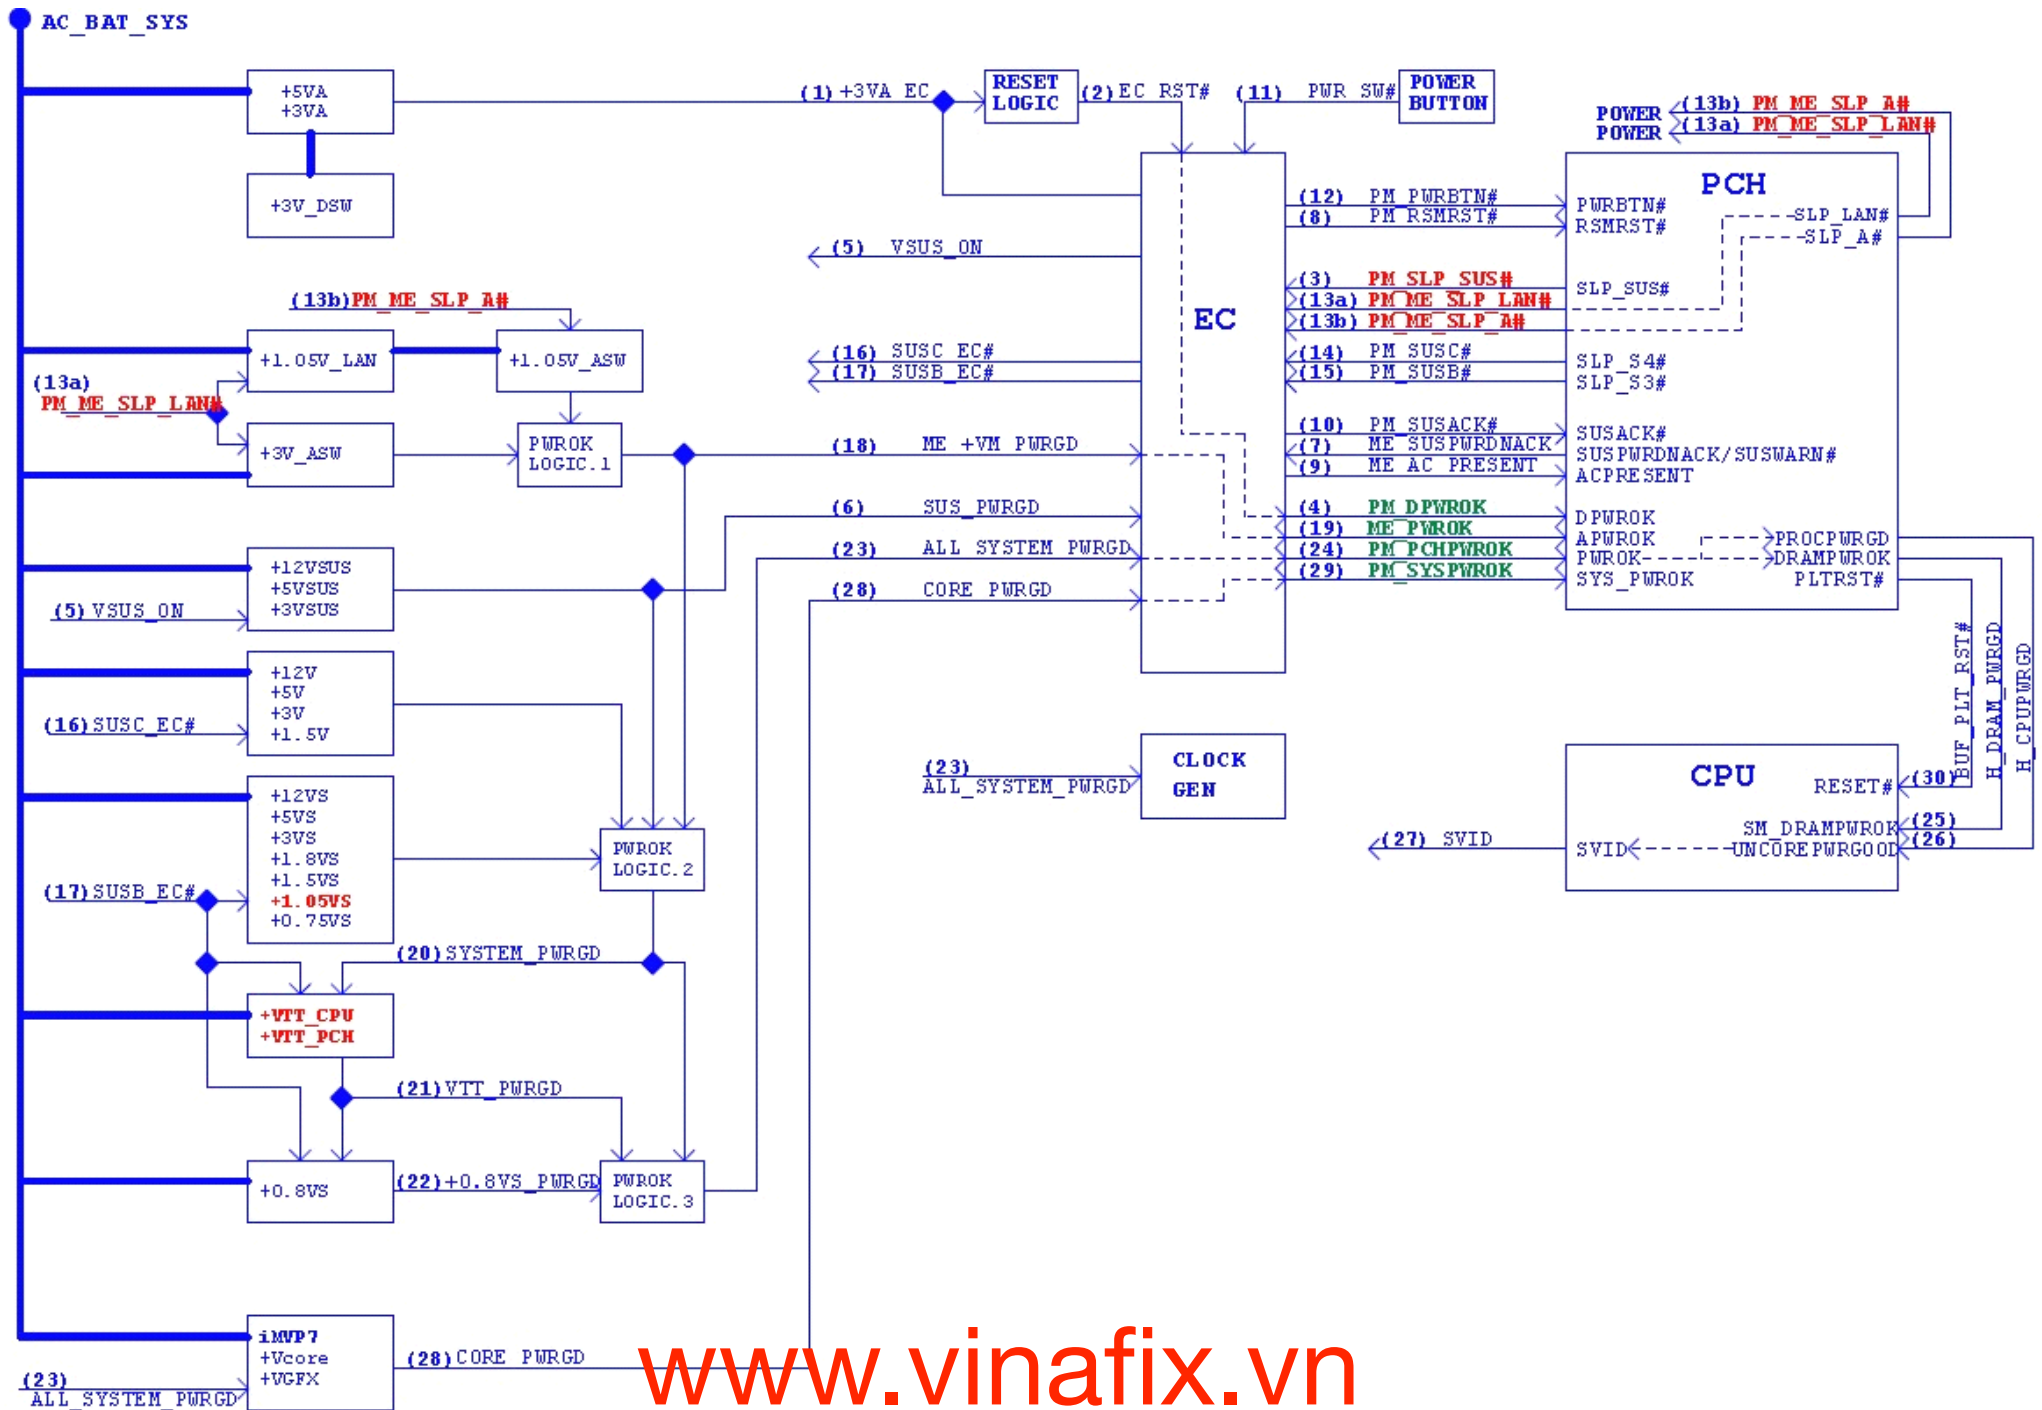 AC_BAT_SYS
+5VA
+3VA
(1) +3VA_EC
RESET
LOGIC
(2) EC_RST#
(11) PWR_SW#
POWER
BUTTON
POWER (13b) PM_ME_SLP_A#
POWER (13a) PM_ME_SLP_LAN#
+3V_DSW
PCH
EC
(12) PM_PWRBTN#
(8) PM_RSMRST#
PWRBTN#
RSMRST#
SLP_LAN#
SLP_A#
(5) VSUS_ON
(3) PM_SLP_SUS#
(13a) PM_ME_SLP_LAN#
(13b) PM_ME_SLP_A#
SLP_SUS#
(13b) PM_ME_SLP_A#
+1.05V_LAN
+1.05V_ASW
(16) SUSC_EC#
(17) SUSB_EC#
(14) PM_SUSC#
(15) PM_SUSB#
SLP_S4#
SLP_S3#
(13a)
PM_ME_SLP_LAN#
+3V_ASW
PWROK
LOGIC.1
(18) ME_+VM_PWRGD
(10) PM_SUSACK#
(7) ME_SUSPWRDNACK
(9) ME_AC_PRESENT
SUSACK#
SUSPWRDNACK/SUSWARN#
ACPRESENT
(6) SUS_PWRGD
(23) ALL_SYSTEM_PWRGD
(28) CORE_PWRGD
(4) PM_DPWROK
(19) ME_PWROK
(24) PM_PCHPWROK
(29) PM_SYSPWROK
DPWROK
APWROK
PWROK
SYS_PWROK
PROCPWRGD
DRAMPWROK
PLTRST#
+12VSUS
+5VSUS
+3VSUS
(5) VSUS_ON
BUF_PLT_RST#
H_DRAM_PWRGD
H_CPUPWRGD
+12V
+5V
+3V
+1.5V
(16) SUSC_EC#
CLOCK
GEN
(23)
ALL_SYSTEM_PWRGD
CPU
RESET#
(30)
SM_DRAMPWROK
(25)
UNCOREPWRGOOD
(26)
SVID
(27) SVID
+12VS
+5VS
+3VS
+1.8VS
+1.5VS
+1.05VS
+0.75VS
(17) SUSB_EC#
PWROK
LOGIC.2
(20) SYSTEM_PWRGD
+VTT_CPU
+VTT_PCH
(21) VTT_PWRGD
+0.8VS
(22) +0.8VS_PWRGD
PWROK
LOGIC.3
iMVP7
+Vcore
+VGFX
(28) CORE_PWRGD
(23)
ALL_SYSTEM_PWRGD
www.vinafix.vn